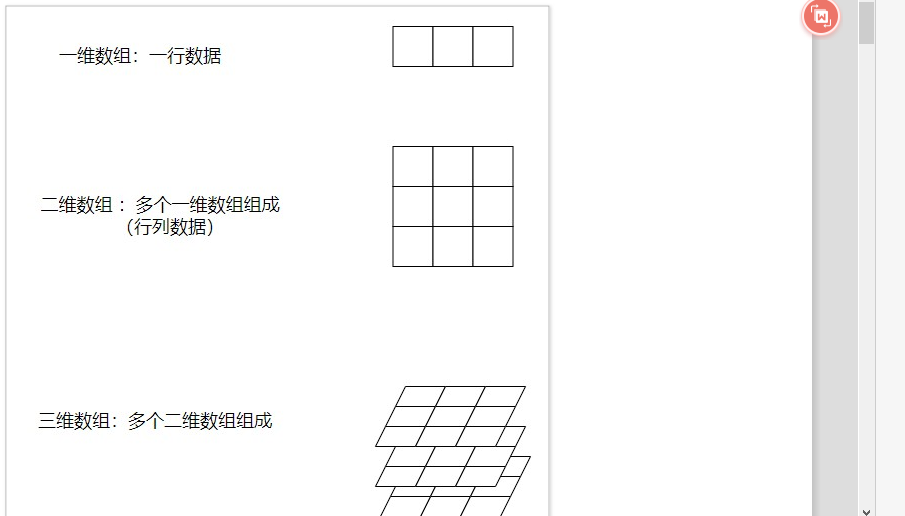 一维数组：一行数据
二维数组 ：多个一维数组组成
（行列数据）
三维数组：多个二维数组组成